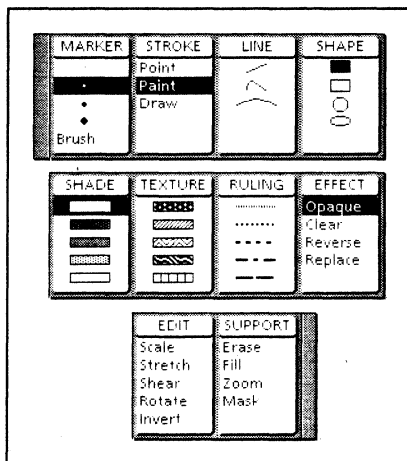 MARKER STROKE LINE SHAPE
Point
Paint
Draw
Brush
SHADE TEXTURE RULING EFFECT
Opaque
Clear
Reverse
Replace
EDIT SUPPORT
Scale Erase
Stretch Fill
Shear Zoom
Rotate Mask
Invert